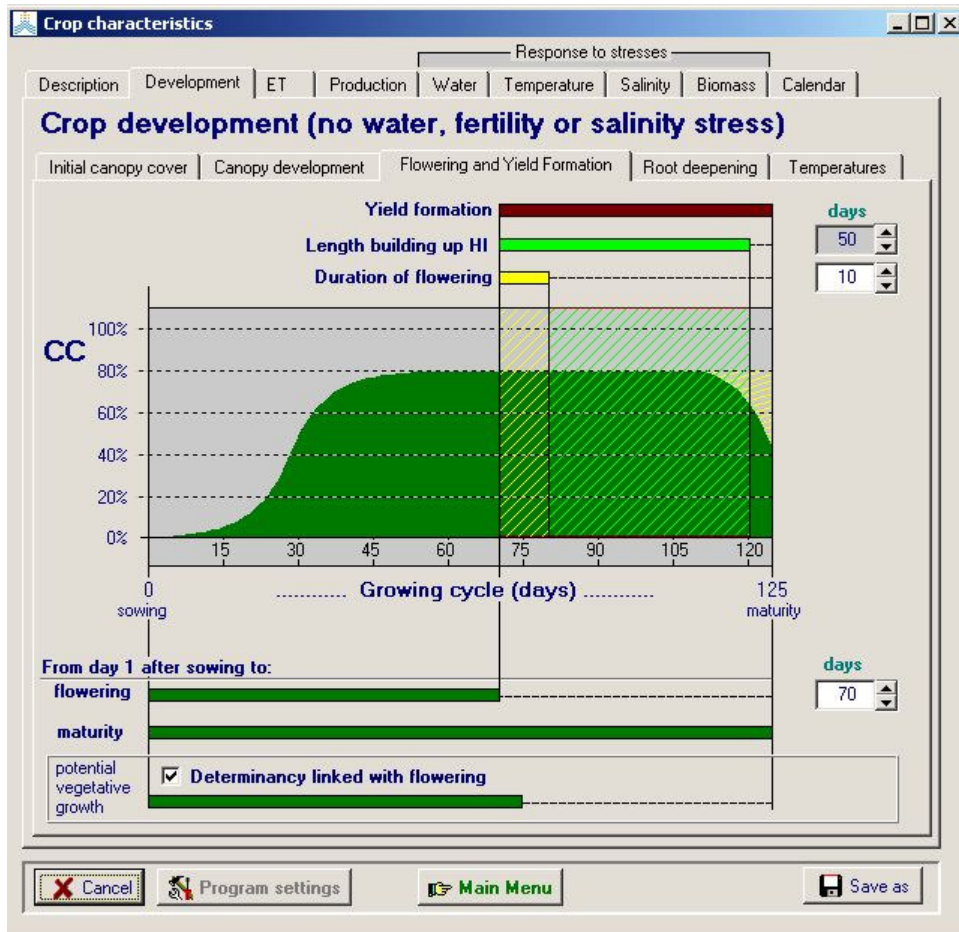 Crop characteristics
Response to stresses
Description Development ET Production Water Temperature Salinity Biomass Calendar
Crop development (no water, fertility or salinity stress)
Initial canopy cover Canopy development Flowering and Yield Formation Root deepening Temperatures
Yield formation days
Length building up HI 50
Duration of flowering 10
CC
100%
80%
60%
40%
20%
0%
15 30 45 60 75 90 105 120
0 ............ Growing cycle (days) ............ 125
sowing maturity
From day 1 after sowing to: days
flowering 70
maturity
potential
vegetative
growth
Determinancy linked with flowering
Cancel Program settings Main Menu Save as